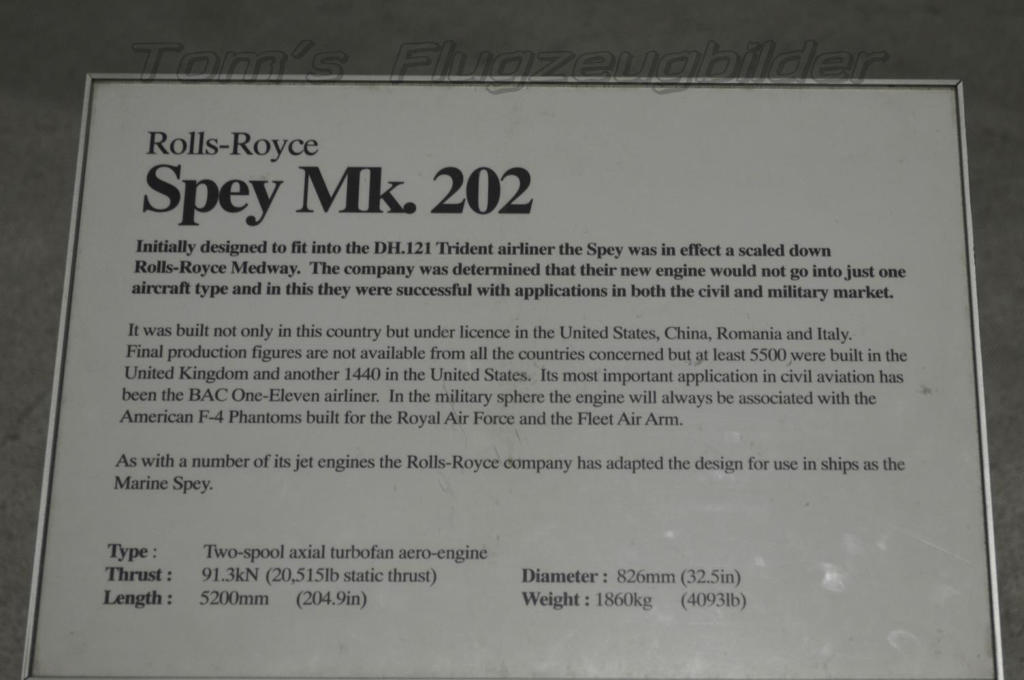 Tom's Flugzeugbilder
Rolls-Royce
Spey Mk. 202
Initially designed to fit into the DH.121 Trident airliner the Spey was in effect a scaled down
Rolls-Royce Medway. The company was determined that their new engine would not go into just one
aircraft type and in this they were successful with applications in both the civil and military market.
It was built not only in this country but under licence in the United States, China, Romania and Italy.
Final production figures are not available from all the countries concerned but at least 5500 were built in the
United Kingdom and another 1440 in the United States. Its most important application in civil aviation has
been the BAC One-Eleven airliner. In the military sphere the engine will always be associated with the
American F-4 Phantoms built for the Royal Air Force and the Fleet Air Arm.
As with a number of its jet engines the Rolls-Royce company has adapted the design for use in ships as the
Marine Spey.
Type : Two-spool axial turbofan aero-engine
Thrust : 91.3kN (20,515lb static thrust) Diameter : 826mm (32.5in)
Length : 5200mm (204.9in) Weight : 1860kg (4093lb)